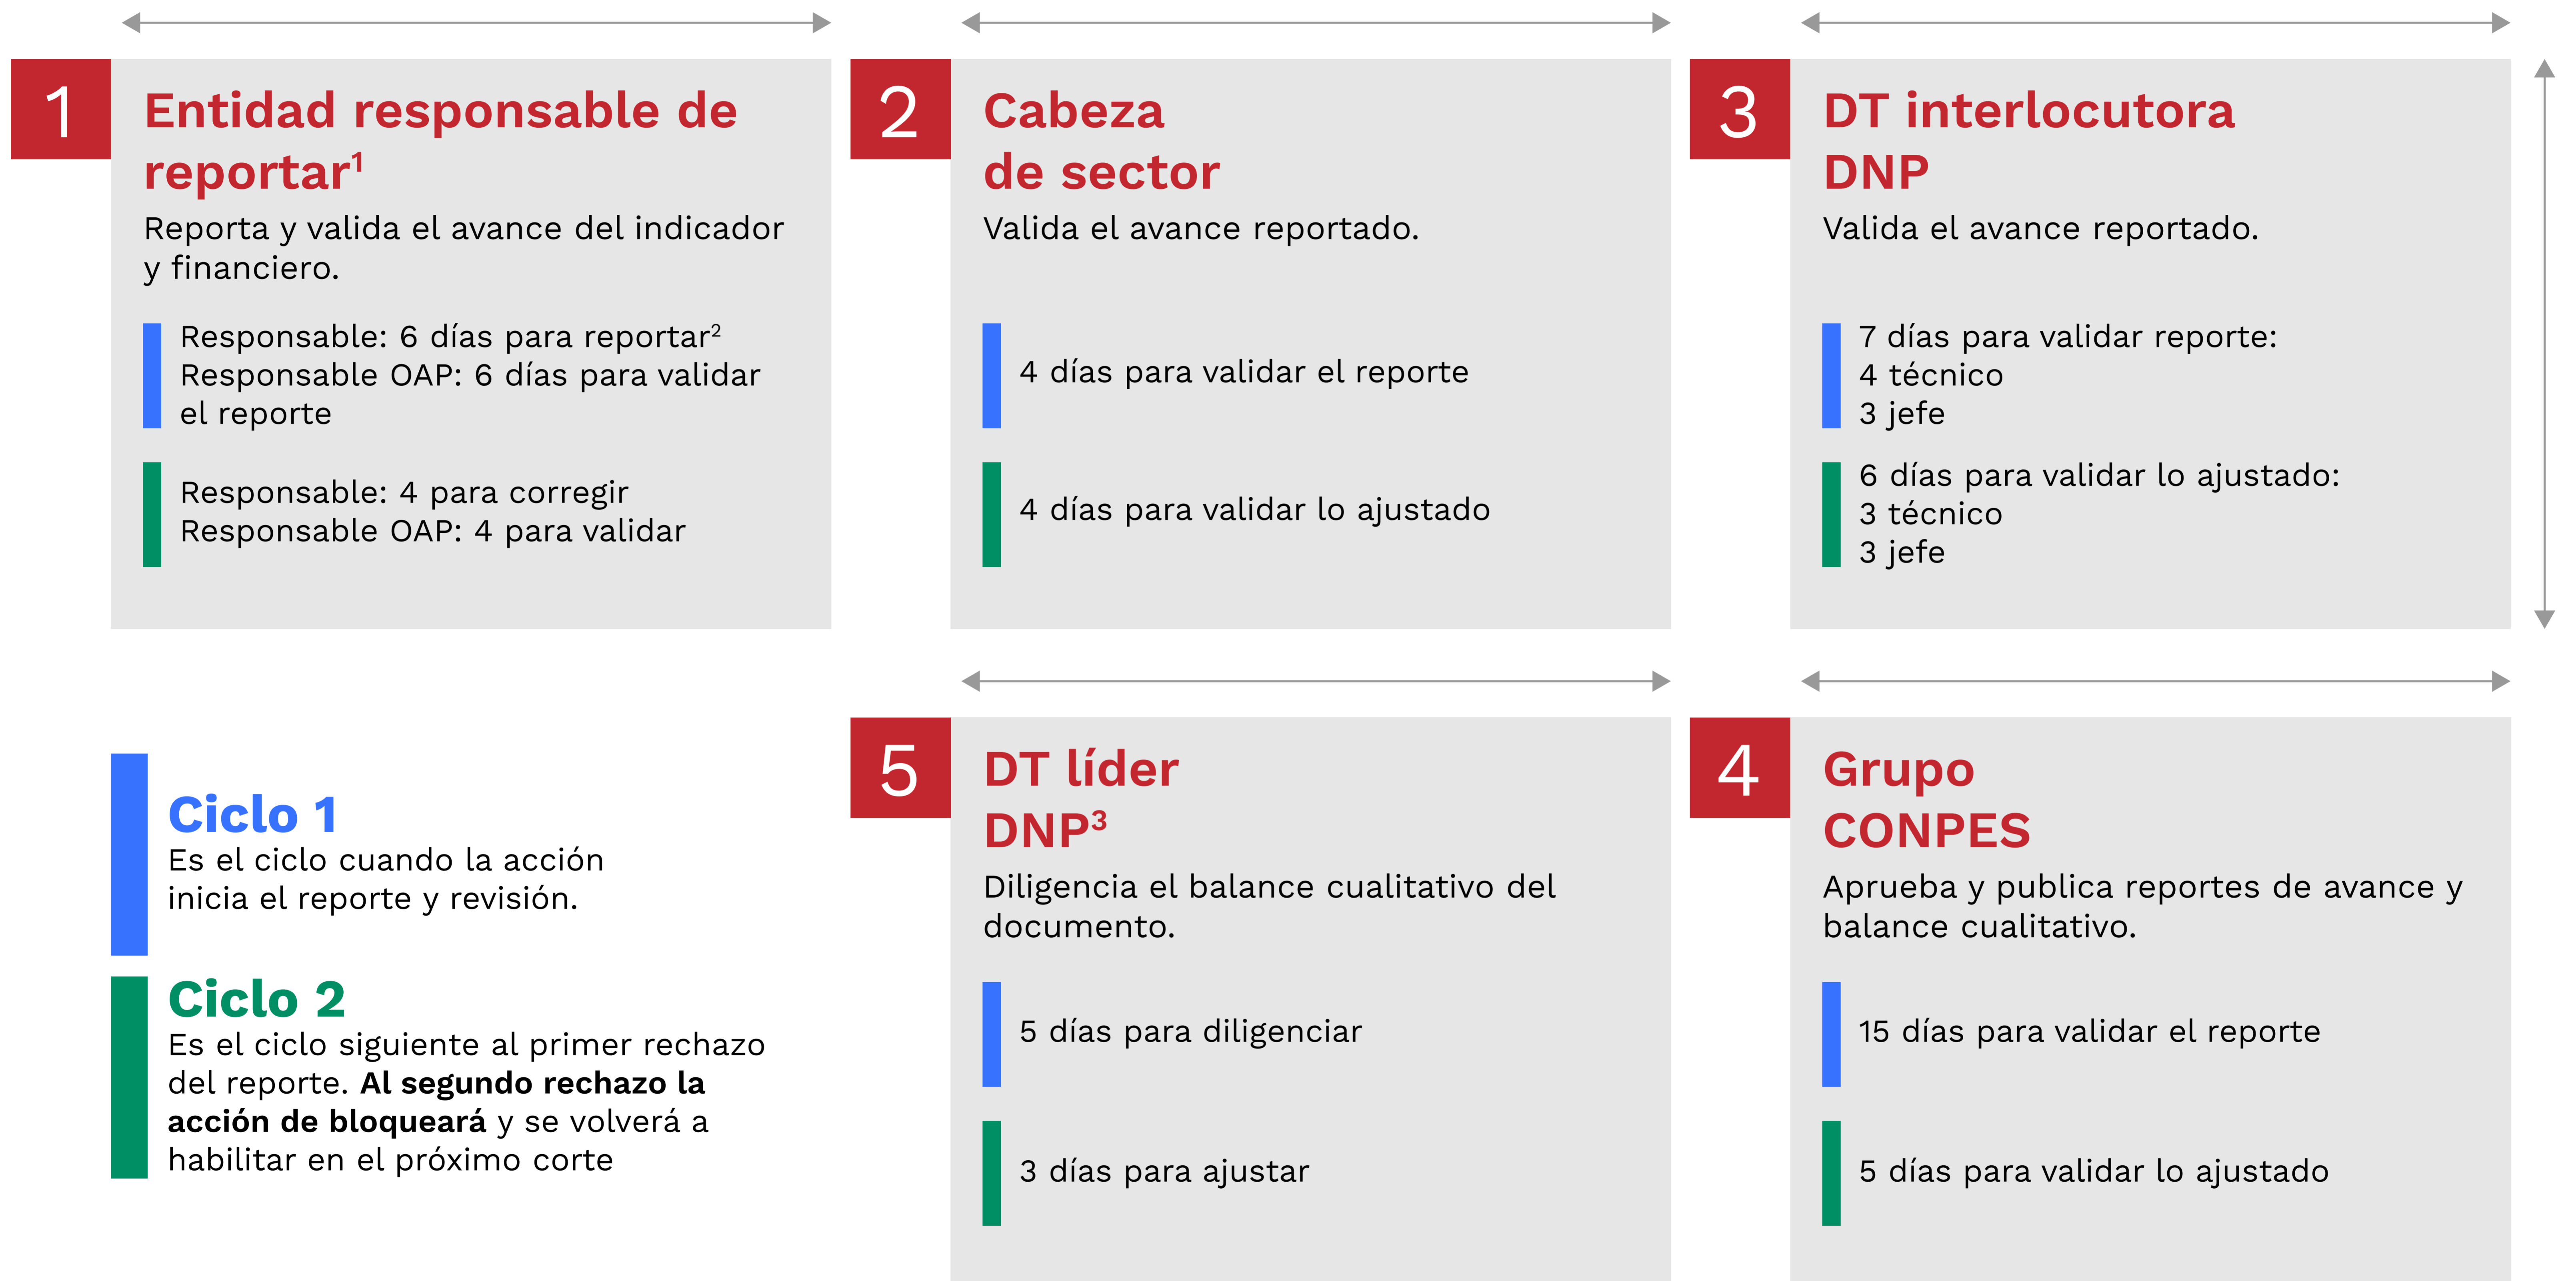 1
Entidad responsable de
reportar¹
Reporta y valida el avance del indicador
y financiero.
Responsable: 6 días para reportar²
Responsable OAP: 6 días para validar
el reporte
Responsable: 4 para corregir
Responsable OAP: 4 para validar
2
Cabeza
de sector
Valida el avance reportado.
4 días para validar el reporte
4 días para validar lo ajustado
3
DT interlocutora
DNP
Valida el avance reportado.
7 días para validar reporte:
4 técnico
3 jefe
6 días para validar lo ajustado:
3 técnico
3 jefe
Ciclo 1
Es el ciclo cuando la acción
inicia el reporte y revisión.
Ciclo 2
Es el ciclo siguiente al primer rechazo
del reporte. Al segundo rechazo la
acción de bloqueará y se volverá a
habilitar en el próximo corte
5
DT líder
DNP³
Diligencia el balance cualitativo del
documento.
5 días para diligenciar
3 días para ajustar
4
Grupo
CONPES
Aprueba y publica reportes de avance y
balance cualitativo.
15 días para validar el reporte
5 días para validar lo ajustado